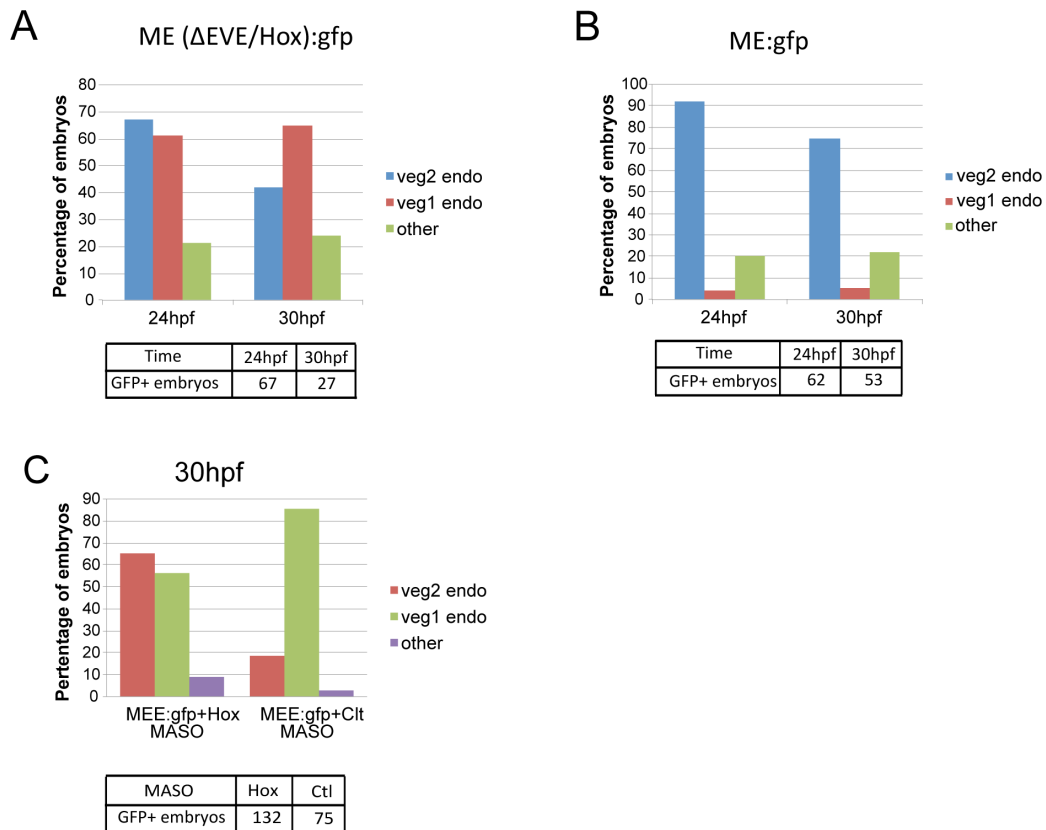 A
ME (ΔEVE/Hox):gfp
Percentage of embryos
80
70
60
50
40
30
20
10
0
24hpf
30hpf
veg2 endo
veg1 endo
other
Time 24hpf 30hpf
GFP+ embryos 67 27
B
ME:gfp
Percentage of embryos
100
90
80
70
60
50
40
30
20
10
0
24hpf
30hpf
veg2 endo
veg1 endo
other
Time 24hpf 30hpf
GFP+ embryos 62 53
C
30hpf
Pertentage of embryos
90
80
70
60
50
40
30
20
10
0
MEE:gfp+Hox
MASO
MEE:gfp+Clt
MASO
veg2 endo
veg1 endo
other
MASO Hox Ctl
GFP+ embryos 132 75